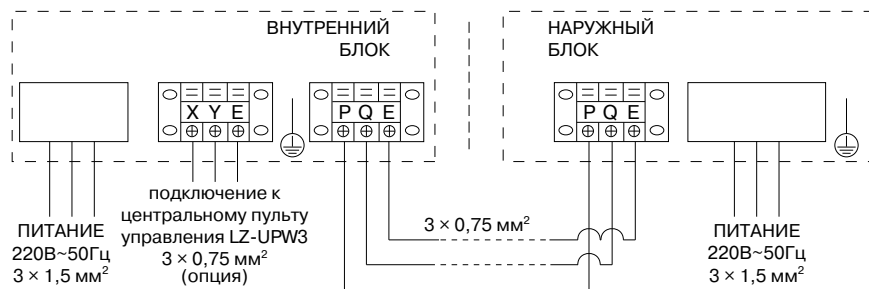 ВНУТРЕННИЙ
БЛОК
НАРУЖНЫЙ
БЛОК
X Y E
P Q E
P Q E
подключение к
центральному пульту
управления LZ-UPW3
3 × 0,75 мм²
(опция)
ПИТАНИЕ
220В~50Гц
3 × 1,5 мм²
3 × 0,75 мм²
ПИТАНИЕ
220В~50Гц
3 × 1,5 мм²